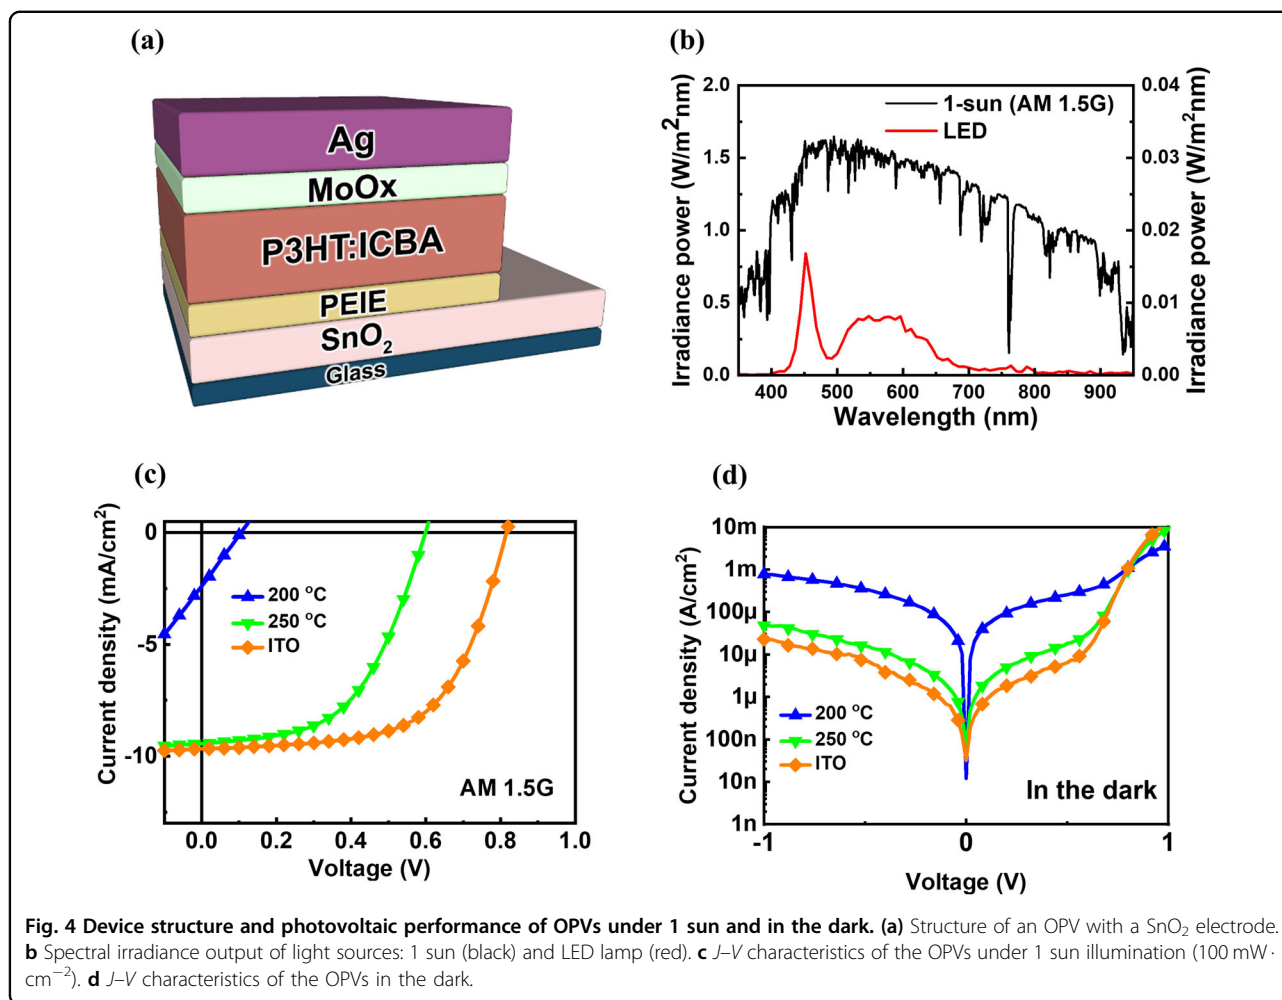 (a)
Ag
MoOx
P3HT:ICBA
PEIE
SnO₂
Glass
(b)
Irradiance power (W/m²nm)
2.0
1.5
1.0
0.5
0.0
1-sun (AM 1.5G)
LED
0.04
0.03
0.02
0.01
0.00
Irradiance power (W/m²nm)
400 500 600 700 800 900
Wavelength (nm)
(c)
Current density (mA/cm²)
0
-5
-10
200 °C
250 °C
ITO
AM 1.5G
0.0 0.2 0.4 0.6 0.8 1.0
Voltage (V)
(d)
Current density (A/cm²)
10m
1m
100µ
10µ
1µ
100n
10n
1n
200 °C
250 °C
ITO
In the dark
-1 0 1
Voltage (V)
Fig. 4 Device structure and photovoltaic performance of OPVs under 1 sun and in the dark. (a) Structure of an OPV with a SnO₂ electrode.
b Spectral irradiance output of light sources: 1 sun (black) and LED lamp (red). c J–V characteristics of the OPVs under 1 sun illumination (100 mW ·
cm⁻²). d J–V characteristics of the OPVs in the dark.